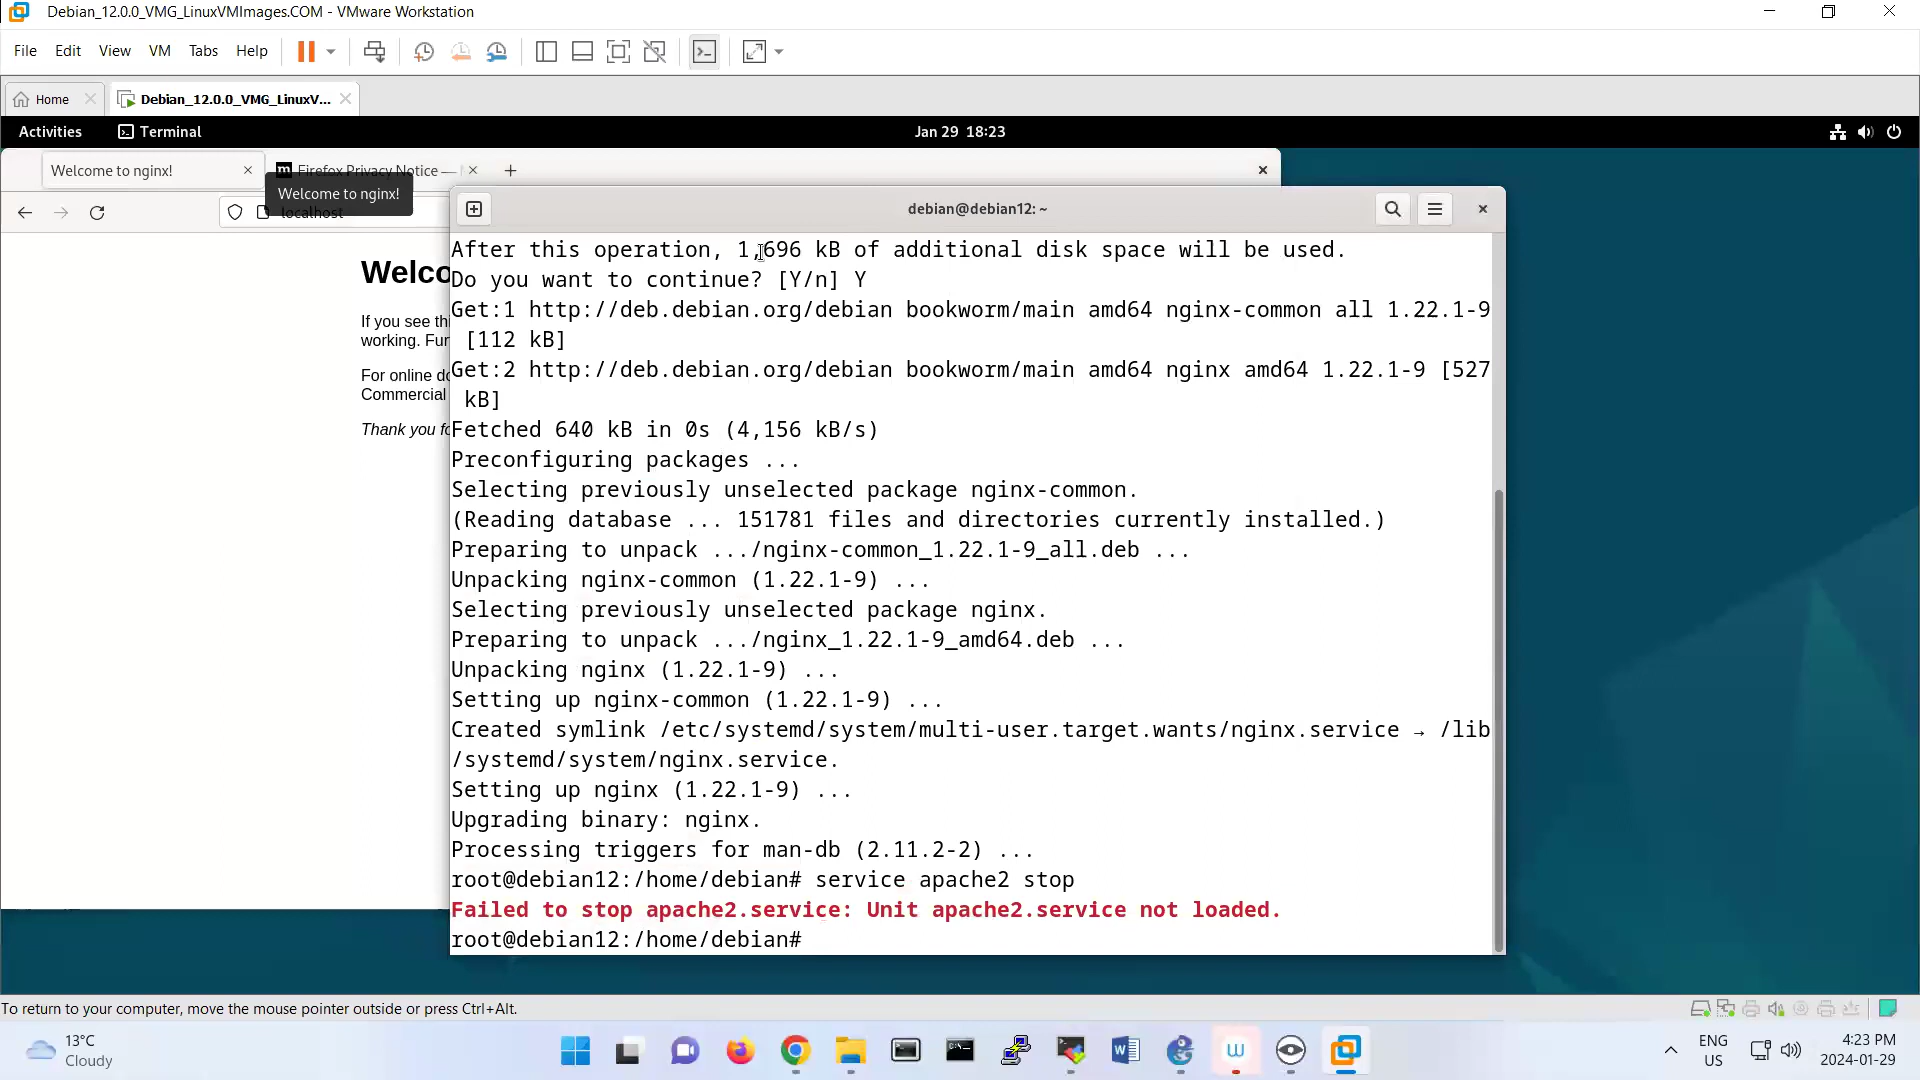 Debian_12.0.0_VMG_LinuxVMImages.COM - VMware Workstation
File Edit View VM Tabs Help
Home
Debian_12.0.0_VMG_LinuxV...
Activities Terminal Jan 29 18:23
Welcome to nginx!
Firefox Privacy Notice —
Welcome to nginx!
localhost
debian@debian12: ~
Welco
If you see thi
working. Fur
For online do
Commercial
Thank you fo
After this operation, 1,696 kB of additional disk space will be used.
Do you want to continue? [Y/n] Y
Get:1 http://deb.debian.org/debian bookworm/main amd64 nginx-common all 1.22.1-9
[112 kB]
Get:2 http://deb.debian.org/debian bookworm/main amd64 nginx amd64 1.22.1-9 [527
kB]
Fetched 640 kB in 0s (4,156 kB/s)
Preconfiguring packages ...
Selecting previously unselected package nginx-common.
(Reading database ... 151781 files and directories currently installed.)
Preparing to unpack .../nginx-common_1.22.1-9_all.deb ...
Unpacking nginx-common (1.22.1-9) ...
Selecting previously unselected package nginx.
Preparing to unpack .../nginx_1.22.1-9_amd64.deb ...
Unpacking nginx (1.22.1-9) ...
Setting up nginx-common (1.22.1-9) ...
Created symlink /etc/systemd/system/multi-user.target.wants/nginx.service → /lib
/systemd/system/nginx.service.
Setting up nginx (1.22.1-9) ...
Upgrading binary: nginx.
Processing triggers for man-db (2.11.2-2) ...
root@debian12:/home/debian# service apache2 stop
Failed to stop apache2.service: Unit apache2.service not loaded.
root@debian12:/home/debian#
To return to your computer, move the mouse pointer outside or press Ctrl+Alt.
13°C
Cloudy
ENG
US
4:23 PM
2024-01-29